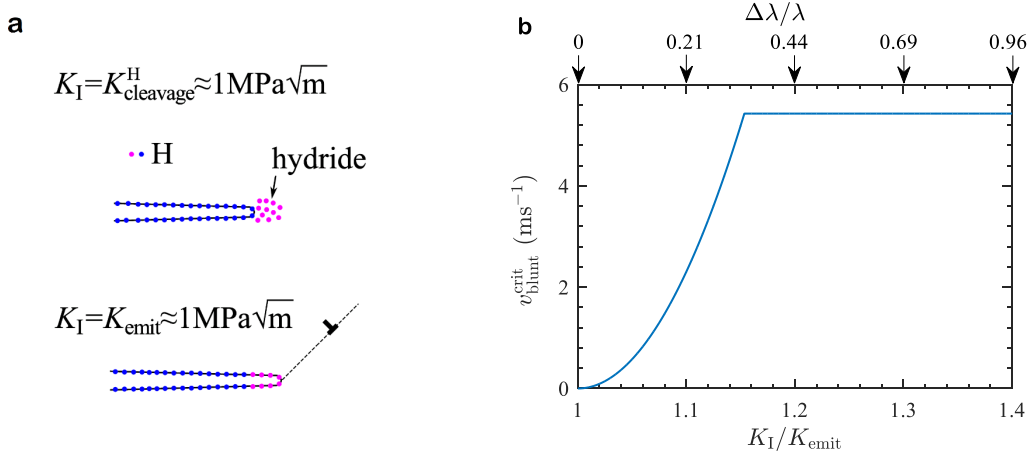 a
K_I=K^H_cleavage≈1MPa√m
H
hydride
K_I=K_emit≈1MPa√m
b
Δλ/λ
0 0.21 0.44 0.69 0.96
6
4
2
0
v^crit_blunt (ms⁻¹)
1 1.1 1.2 1.3 1.4
K_I/K_emit